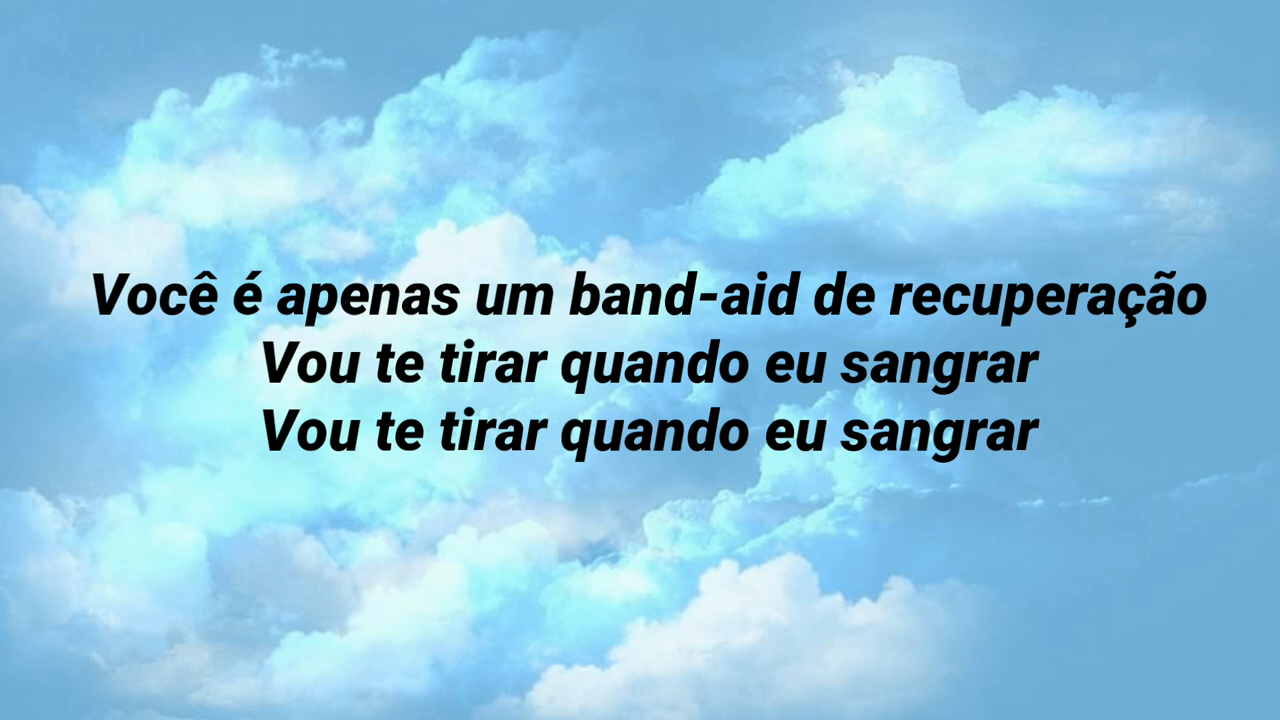 Você é apenas um band-aid de recuperação
Vou te tirar quando eu sangrar
Vou te tirar quando eu sangrar